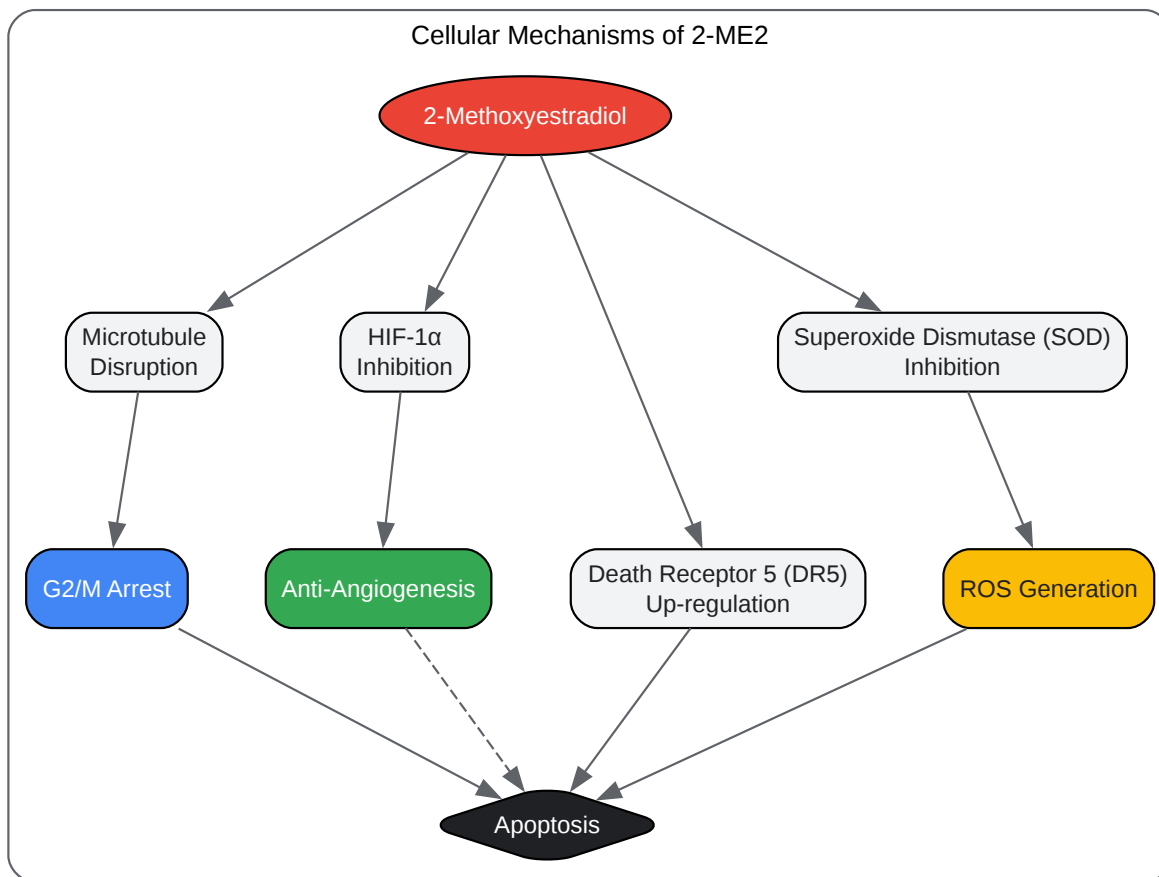 Cellular Mechanisms of 2-ME2
2-Methoxyestradiol
Microtubule
Disruption
HIF-1α
Inhibition
Superoxide Dismutase (SOD)
Inhibition
G2/M Arrest
Anti-Angiogenesis
Death Receptor 5 (DR5)
Up-regulation
ROS Generation
Apoptosis